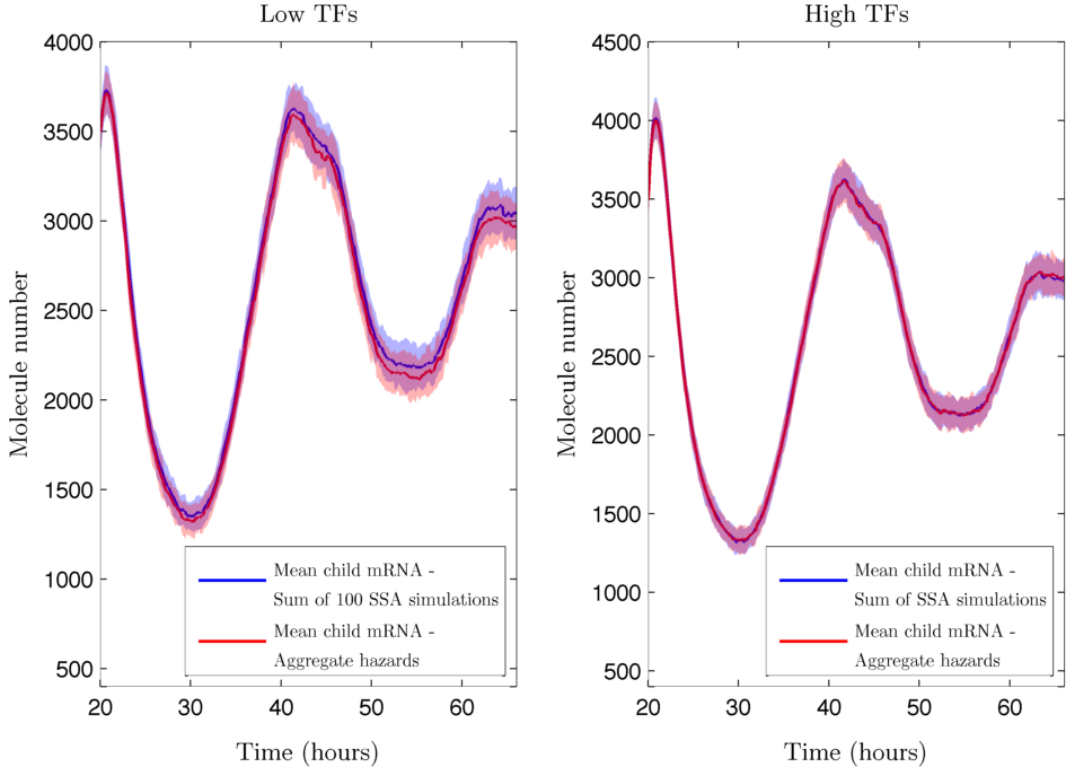 Low TFs
Molecule number
4000
3500
3000
2500
2000
1500
1000
500
20
30
40
50
60
Time (hours)
Mean child mRNA -
Sum of 100 SSA simulations
Mean child mRNA -
Aggregate hazards
High TFs
Molecule number
4500
4000
3500
3000
2500
2000
1500
1000
500
20
30
40
50
60
Time (hours)
Mean child mRNA -
Sum of SSA simulations
Mean child mRNA -
Aggregate hazards